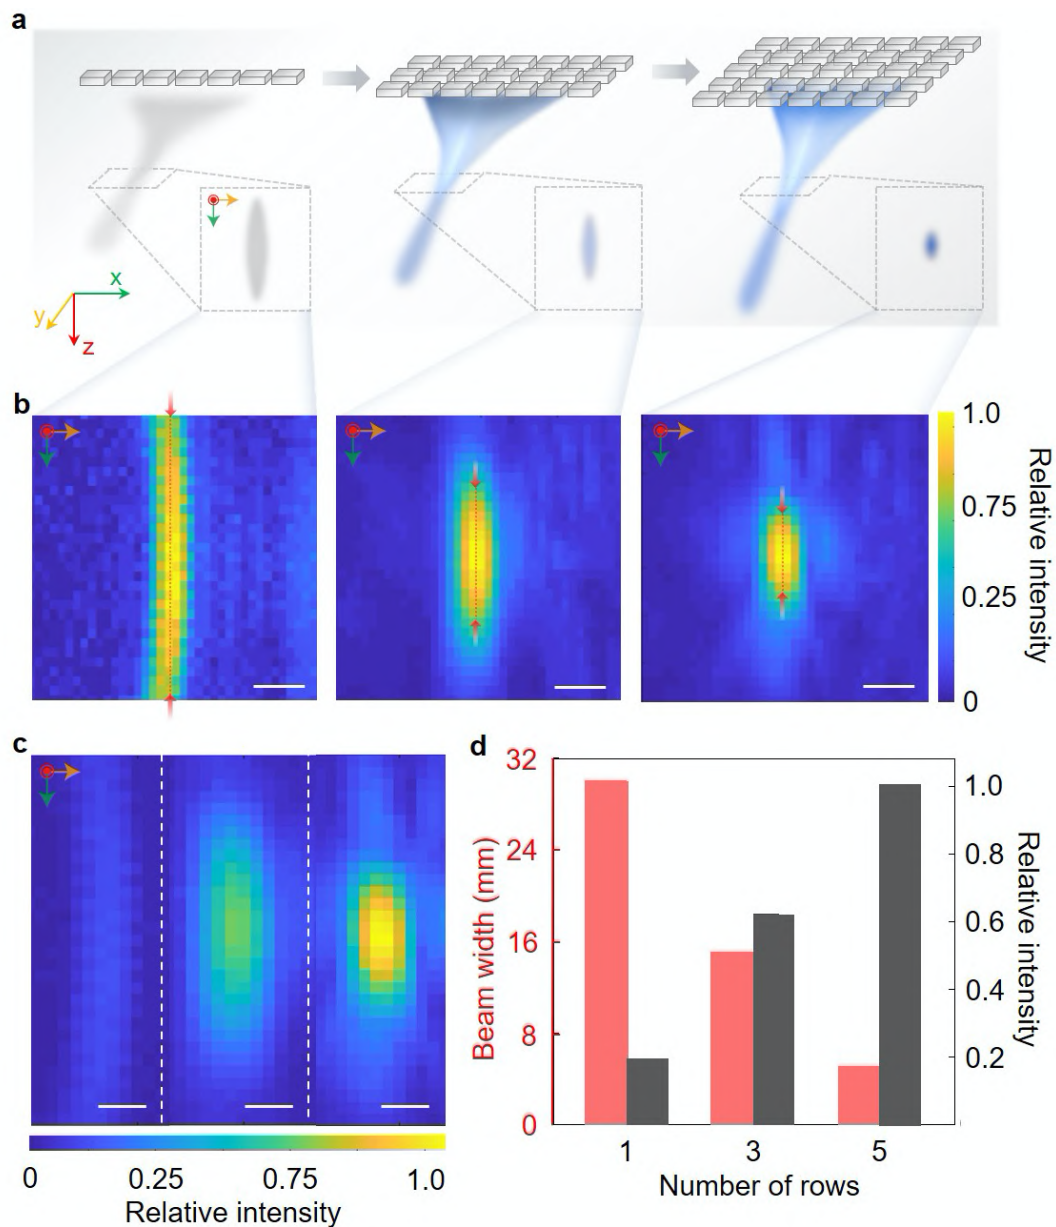 a
x
y
z
b
1.0
0.75
0.25
0
Relative intensity
c
0 0.25 0.75 1.0
Relative intensity
d
32
24
16
8
0
Beam width (mm)
1.0
0.8
0.6
0.4
0.2
Relative intensity
1 3 5
Number of rows